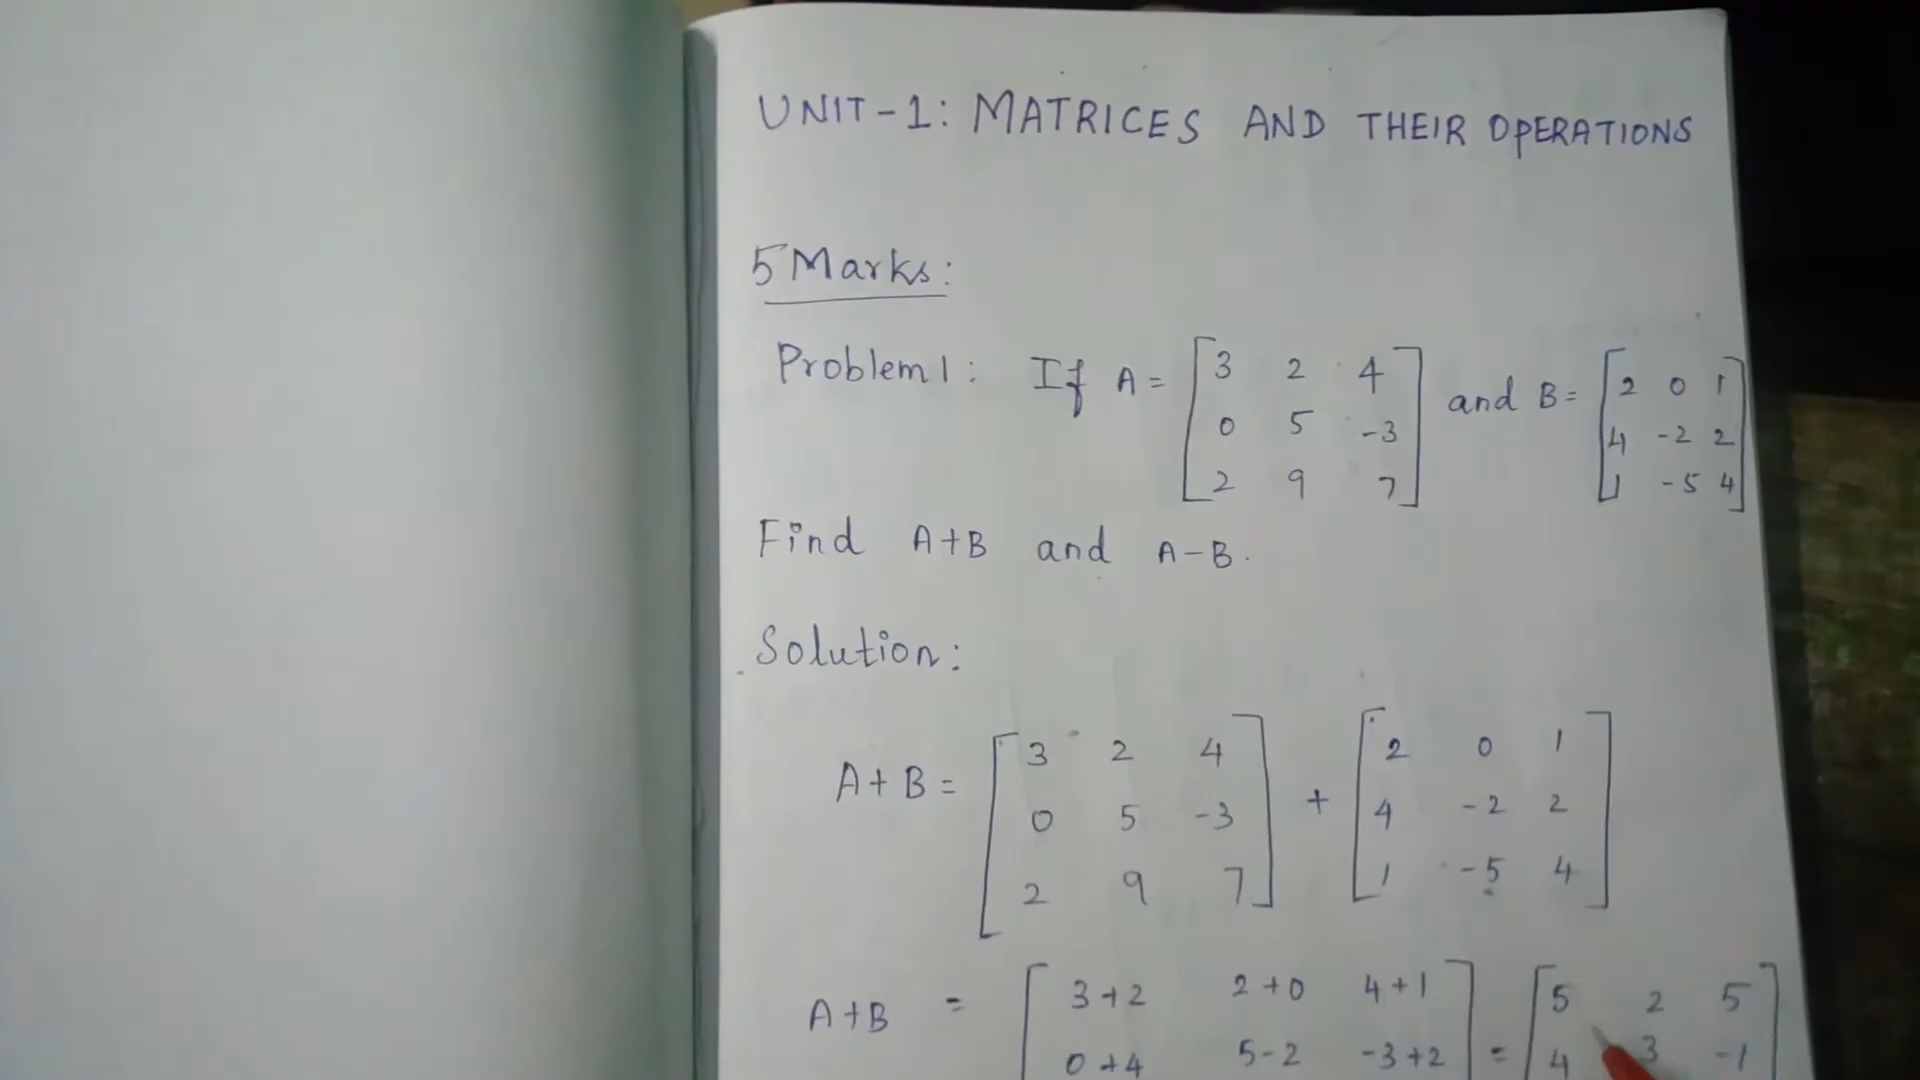 UNIT-1: MATRICES AND THEIR OPERATIONS
5 Marks:
Problem 1: If A = [3 2 4
0 5 -3
2 9 7] and B = [2 0 1
4 -2 2
1 -5 4]
Find A+B and A-B.
Solution:
A+B = [3 2 4
0 5 -3
2 9 7] + [2 0 1
4 -2 2
1 -5 4]
A+B = [3+2 2+0 4+1
0+4 5-2 -3+2] = [5 2 5
4 3 -1]